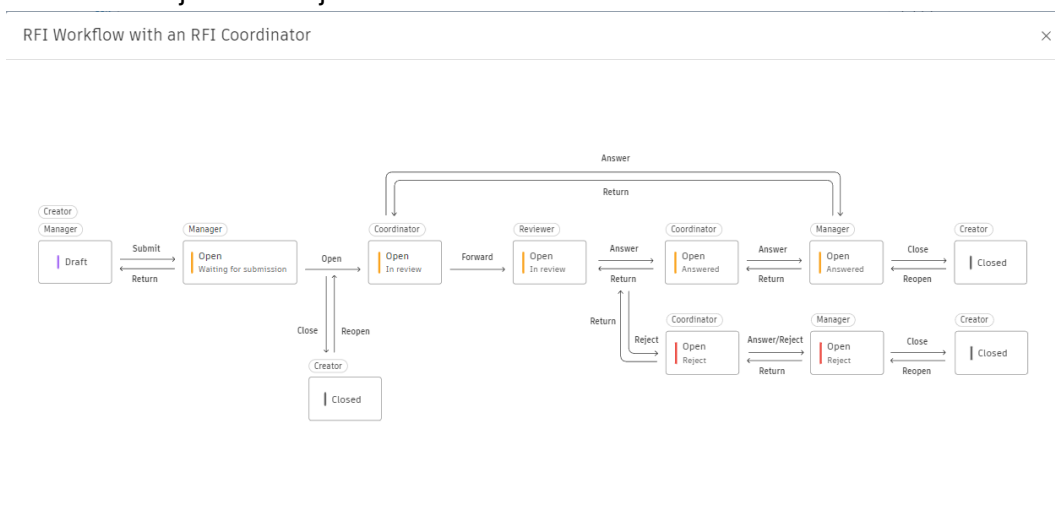 RFI Workflow with an RFI Coordinator
Answer
Return
Creator
Manager
Draft
Submit
Return
Manager
Open
Waiting for submission
Open
Close
Reopen
Creator
Closed
Coordinator
Open
In review
Forward
Reviewer
Open
In review
Answer
Return
Coordinator
Open
Answered
Answer
Return
Manager
Open
Answered
Close
Reopen
Creator
Closed
Return
Reject
Coordinator
Open
Reject
Answer/Reject
Return
Manager
Open
Reject
Close
Reopen
Creator
Closed